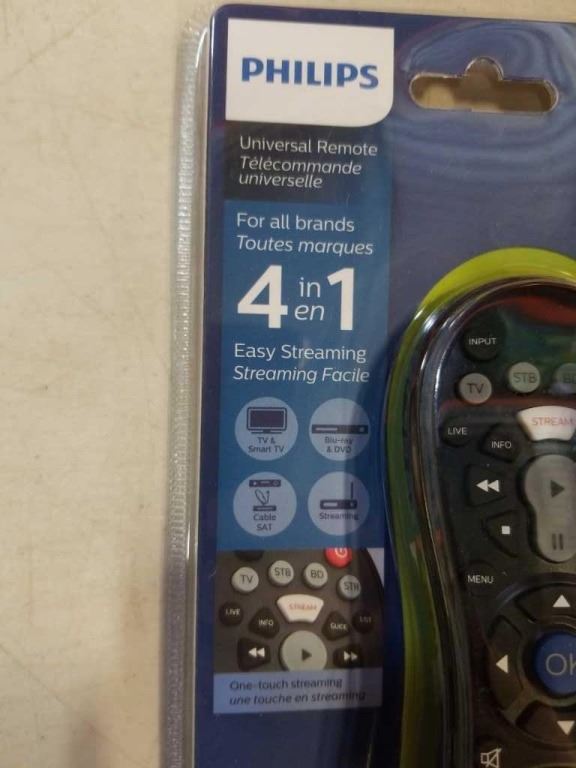 PHILIPS
Universal Remote
Télécommande
universelle
For all brands
Toutes marques
4 in en 1
Easy Streaming
Streaming Facile
TV &
Smart TV
Blu-ray
& DVD
Cable
SAT
Streaming
TV STB BD STR
STREAM
LIVE INFO GUIDE LIST
One-touch streaming
une touche en streaming
INPUT
TV STB
STREAM
LIVE
INFO
MENU
OK